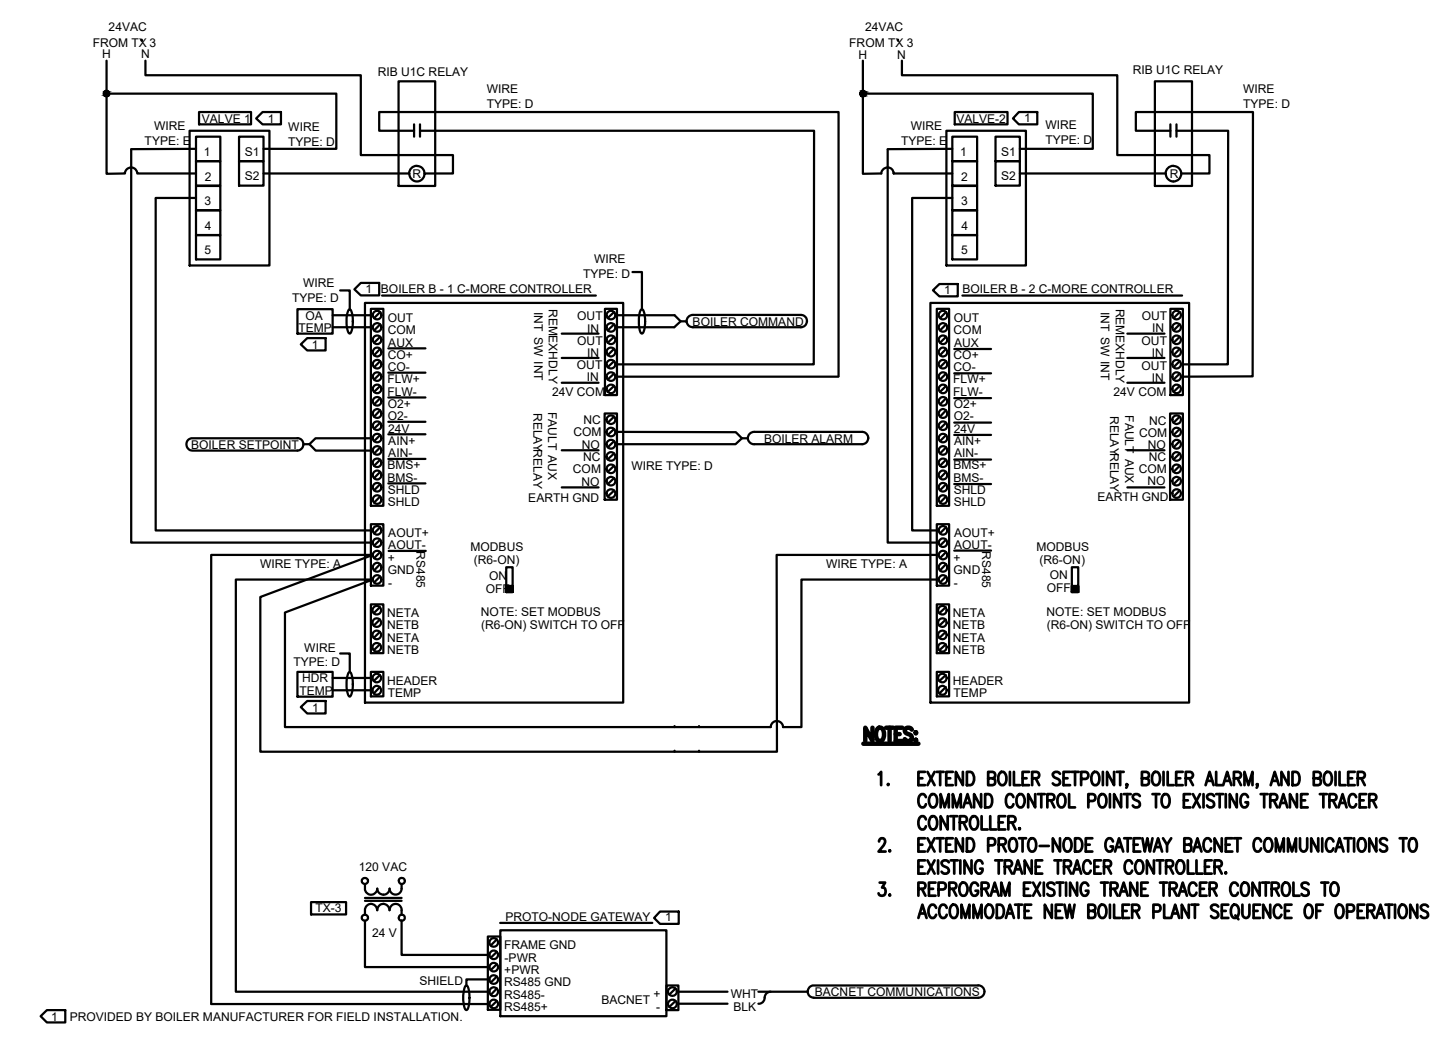 24VAC
FROM TX 3
H N
RIB U1C RELAY
WIRE
TYPE: D
VALVE 1
1
WIRE
TYPE: E
WIRE
TYPE: D
1
2
3
4
5
S1
S2
R
24VAC
FROM TX 3
H N
RIB U1C RELAY
WIRE
TYPE: D
VALVE-2
1
WIRE
TYPE: E
WIRE
TYPE: D
1
2
3
4
5
S1
S2
R
WIRE
TYPE: D
1
BOILER B - 1 C-MORE CONTROLLER
WIRE
TYPE: D
OA
TEMP
1
OUT
COM
AUX
CO+
CO-
FLW+
FLW-
O2+
O2-
24V
AIN+
AIN-
BMS+
BMS-
SHLD
SHLD
BOILER SETPOINT
REM EXH DLY
INT SW INT
OUT
IN
OUT
IN
OUT
IN
24V COM
BOILER COMMAND
FAULT AUX
RELAY RELAY
NC
COM
NO
NC
COM
NO
EARTH GND
BOILER ALARM
WIRE TYPE: D
AOUT+
AOUT-
+
GND
-
RS485
WIRE TYPE: A
MODBUS
(R6-ON)
ON
OFF
NOTE: SET MODBUS
(R6-ON) SWITCH TO OFF
NETA
NETB
NETA
NETB
WIRE
TYPE: D
HDR
TEMP
1
HEADER
TEMP
1
BOILER B - 2 C-MORE CONTROLLER
OUT
COM
AUX
CO+
CO-
FLW+
FLW-
O2+
O2-
24V
AIN+
AIN-
BMS+
BMS-
SHLD
SHLD
REM EXH DLY
INT SW INT
OUT
IN
OUT
IN
OUT
IN
24V COM
FAULT AUX
RELAY RELAY
NC
COM
NO
NC
COM
NO
EARTH GND
AOUT+
AOUT-
+
GND
-
RS485
WIRE TYPE: A
MODBUS
(R6-ON)
ON
OFF
NOTE: SET MODBUS
(R6-ON) SWITCH TO OFF
NETA
NETB
NETA
NETB
HEADER
TEMP
NOTES:
1. EXTEND BOILER SETPOINT, BOILER ALARM, AND BOILER
COMMAND CONTROL POINTS TO EXISTING TRANE TRACER
CONTROLLER.
2. EXTEND PROTO-NODE GATEWAY BACNET COMMUNICATIONS TO
EXISTING TRANE TRACER CONTROLLER.
3. REPROGRAM EXISTING TRANE TRACER CONTROLS TO
ACCOMMODATE NEW BOILER PLANT SEQUENCE OF OPERATIONS
120 VAC
TX-3
24 V
PROTO-NODE GATEWAY
1
FRAME GND
-PWR
+PWR
RS485 GND
RS485-
RS485+
SHIELD
BACNET +
-
WHT
BLK
BACNET COMMUNICATIONS
1 PROVIDED BY BOILER MANUFACTURER FOR FIELD INSTALLATION.